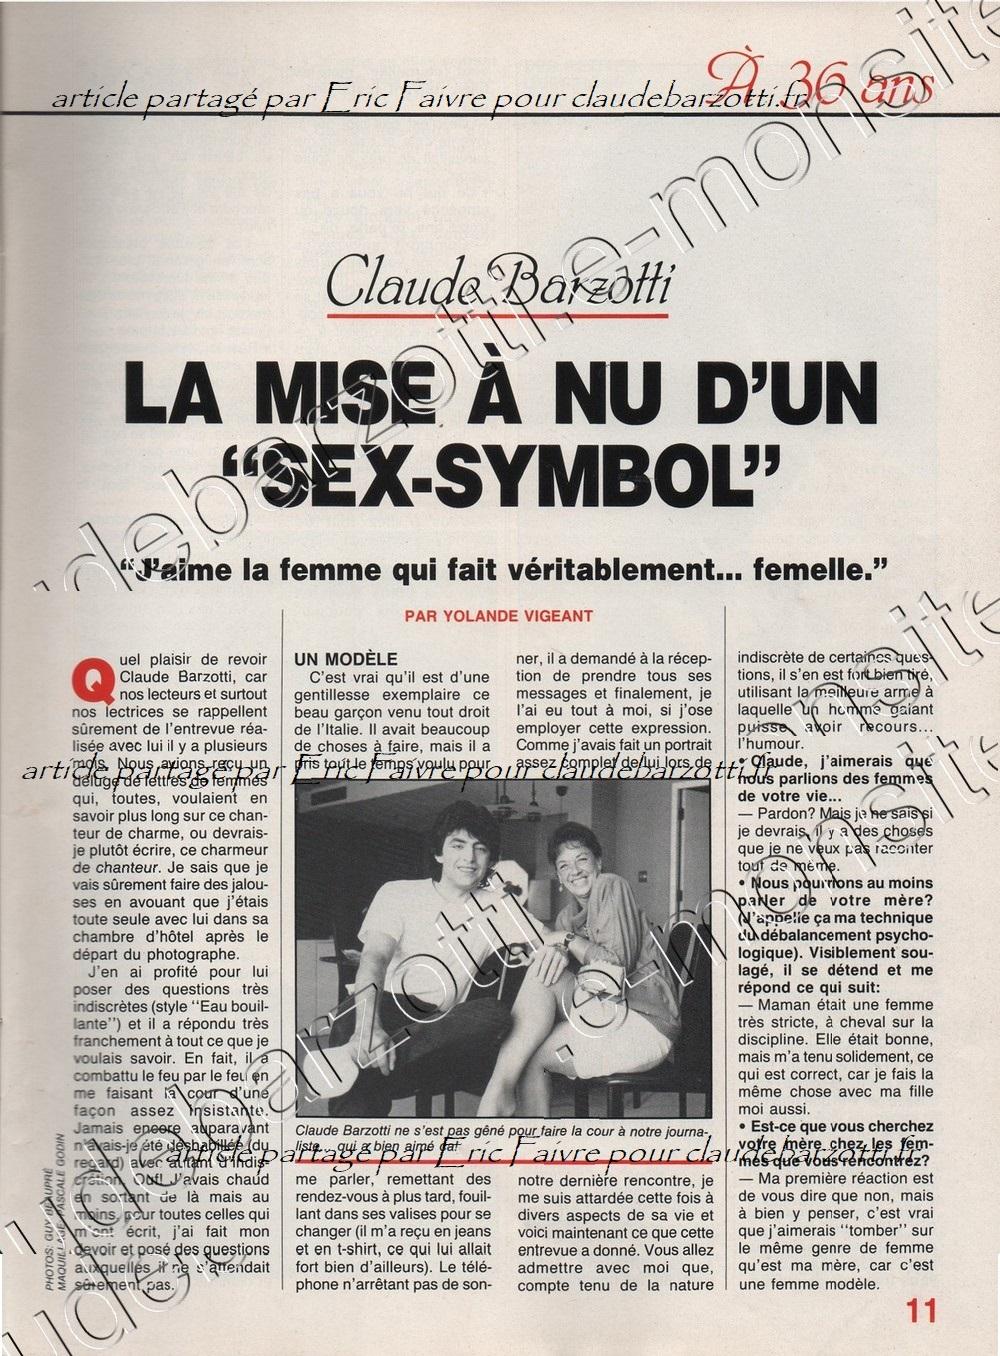 À 36 ans
article partagé par Eric Faivre pour claudebarzotti.fr
Claude Barzotti
LA MISE À NU D'UN
“SEX-SYMBOL”
“J'aime la femme qui fait véritablement... femelle.”
PAR YOLANDE VIGEANT
Quel plaisir de revoir
Claude Barzotti, car
nos lecteurs et surtout
nos lectrices se rappellent
sûrement de l'entrevue réa-
lisée avec lui il y a plusieurs
mois. Nous avions eu un
déluge de lettres de femmes
qui, toutes, voulaient en
savoir plus long sur ce chan-
teur de charme, ou devrais-
je plutôt écrire, ce charmeur
de chanteur. Je sais que je
vais sûrement faire des jalou-
ses en avouant que j'étais
toute seule avec lui dans sa
chambre d'hôtel après le
départ du photographe.
J'en ai profité pour lui
poser des questions très
indiscrètes (style “Eau bouil-
lante”) et il a répondu très
franchement à tout ce que je
voulais savoir. En fait, il a
combattu le feu par le feu en
me faisant la cour d'une
façon assez insistante.
Jamais encore auparavant
n'avais-je été déshabillée (du
regard) avec autant d'indis-
crétion. Ouf! J'avais chaud
en sortant de là mais au
moins, pour toutes celles qui
m'ont écrit, j'ai fait mon
devoir et posé des questions
auxquelles il ne s'attendait
sûrement pas.
PHOTOS: GUY BEAUPRÉ
MAQUILLAGE: PASCALE GODIN
UN MODÈLE
C'est vrai qu'il est d'une
gentillesse exemplaire ce
beau garçon venu tout droit
de l'Italie. Il avait beaucoup
de choses à faire, mais il a
pris tout le temps voulu pour
article partagé par Eric Faivre pour claudebarzotti.fr
Claude Barzotti ne s'est pas gêné pour faire la cour à notre journa-
liste... qui a bien aimé ça!
article partagé par Eric Faivre pour claudebarzotti.fr
me parler, remettant des
rendez-vous à plus tard, fouil-
lant dans ses valises pour se
changer (il m'a reçu en jeans
et en t-shirt, ce qui lui allait
fort bien d'ailleurs). Le télé-
phone n'arrêtant pas de son-
ner, il a demandé à la récep-
tion de prendre tous ses
messages et finalement, je
l'ai eu tout à moi, si j'ose
employer cette expression.
Comme j'avais fait un portrait
assez complet de lui lors de
notre dernière rencontre, je
me suis attardée cette fois à
divers aspects de sa vie et
voici maintenant ce que cette
entrevue a donné. Vous allez
admettre avec moi que,
compte tenu de la nature
indiscrète de certaines ques-
tions, il s'en est fort bien tiré,
utilisant la meilleure arme à
laquelle un homme galant
puisse avoir recours...
l'humour.
• Claude, j'aimerais que
nous parlions des femmes
de votre vie...
— Pardon? Mais je ne sais si
je devrais, il y a des choses
que je ne veux pas raconter
tout de même.
• Nous pourrions au moins
parler de votre mère?
(J'appelle ça ma technique
du débalancement psycho-
logique). Visiblement sou-
lagé, il se détend et me
répond ce qui suit:
— Maman était une femme
très stricte, à cheval sur la
discipline. Elle était bonne,
mais m'a tenu solidement, ce
qui est correct, car je fais la
même chose avec ma fille
moi aussi.
• Est-ce que vous cherchez
votre mère chez les fem-
mes que vous rencontrez?
— Ma première réaction est
de vous dire que non, mais
à bien y penser, c'est vrai
que j'aimerais “tomber” sur
le même genre de femme
qu'est ma mère, car c'est
une femme modèle.
11
claudebarzotti.e-monsite
claudebarzotti.e-monsite